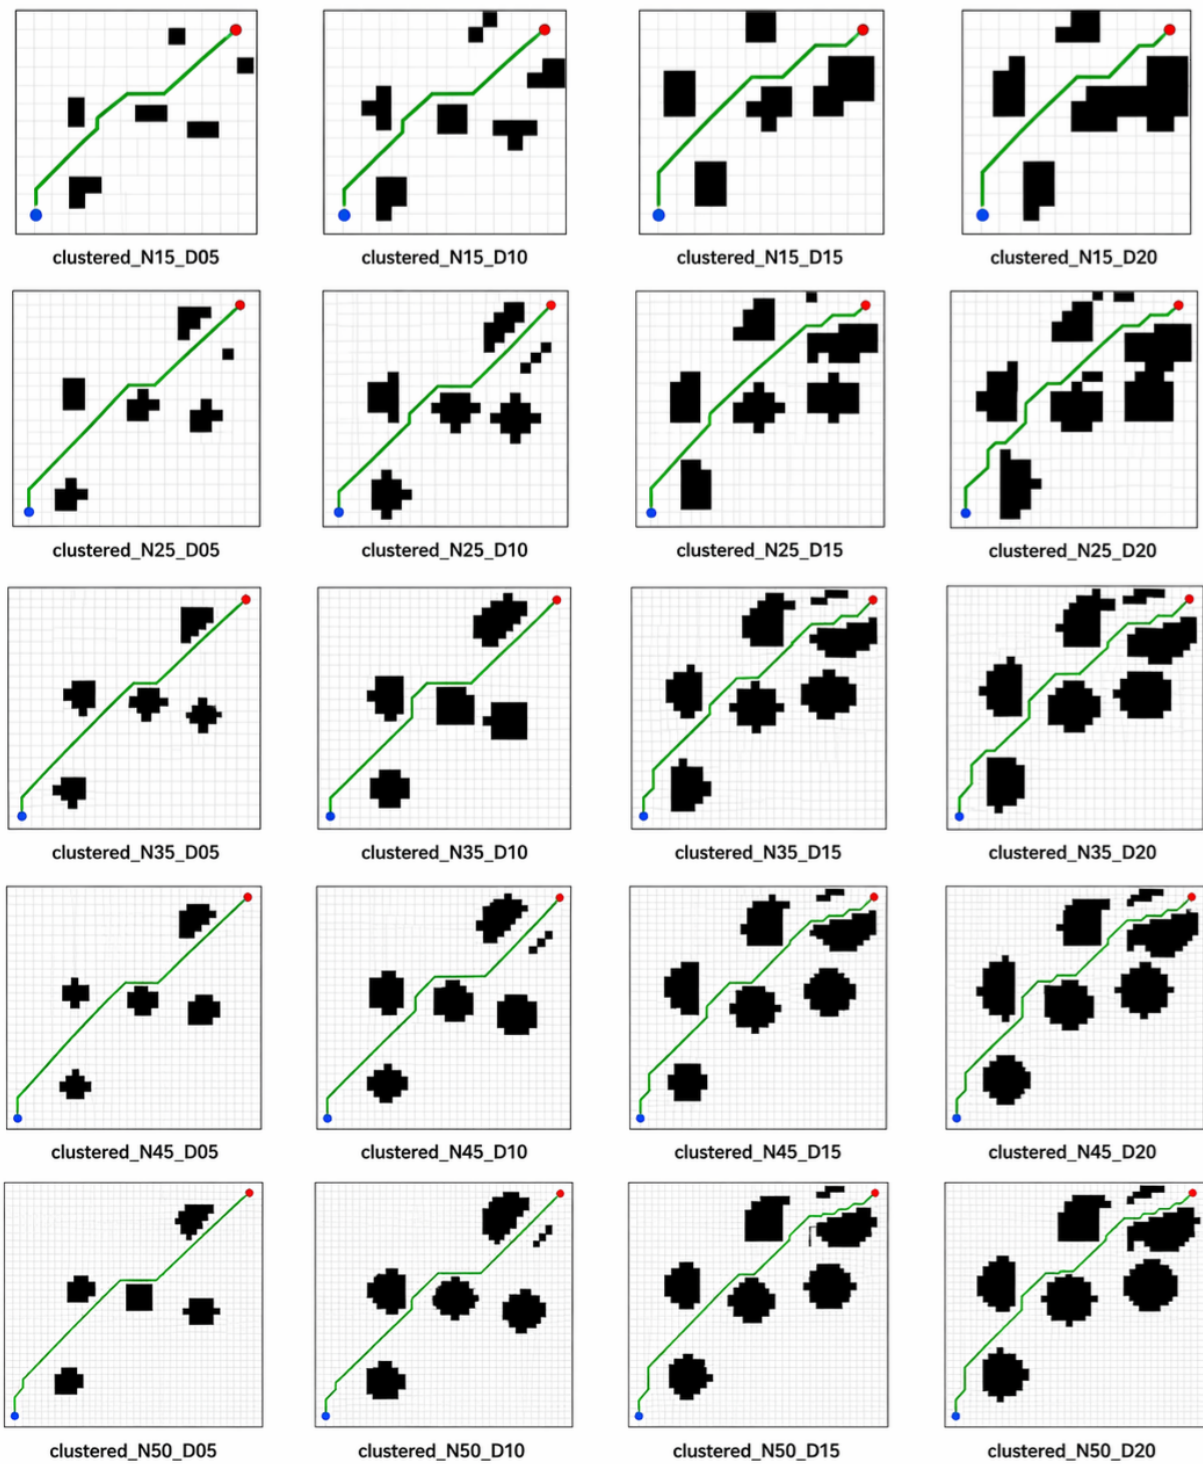 clustered_N15_D05
clustered_N15_D10
clustered_N15_D15
clustered_N15_D20
clustered_N25_D05
clustered_N25_D10
clustered_N25_D15
clustered_N25_D20
clustered_N35_D05
clustered_N35_D10
clustered_N35_D15
clustered_N35_D20
clustered_N45_D05
clustered_N45_D10
clustered_N45_D15
clustered_N45_D20
clustered_N50_D05
clustered_N50_D10
clustered_N50_D15
clustered_N50_D20